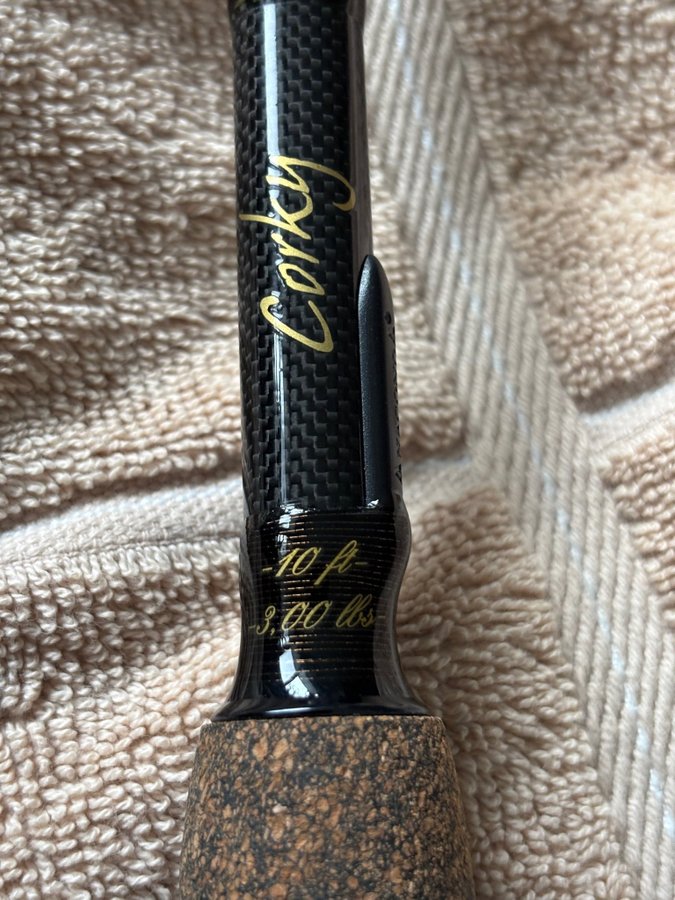 Corky
-10 ft-
-3,00 lbs-